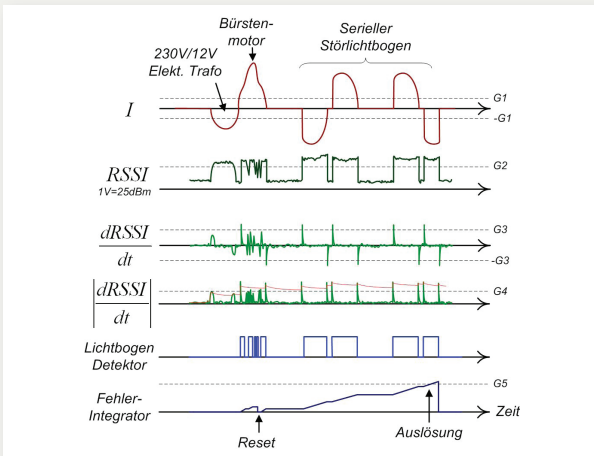 Bürsten-
motor
Serieller
Störlichtbogen
230V/12V
Elekt. Trafo
I
G1
-G1
RSSI
1V=25dBm
G2
dRSSI
dt
G3
-G3
|dRSSI|
dt
G4
Lichtbogen
Detektor
Fehler-
Integrator
G5
Zeit
Reset
Auslösung